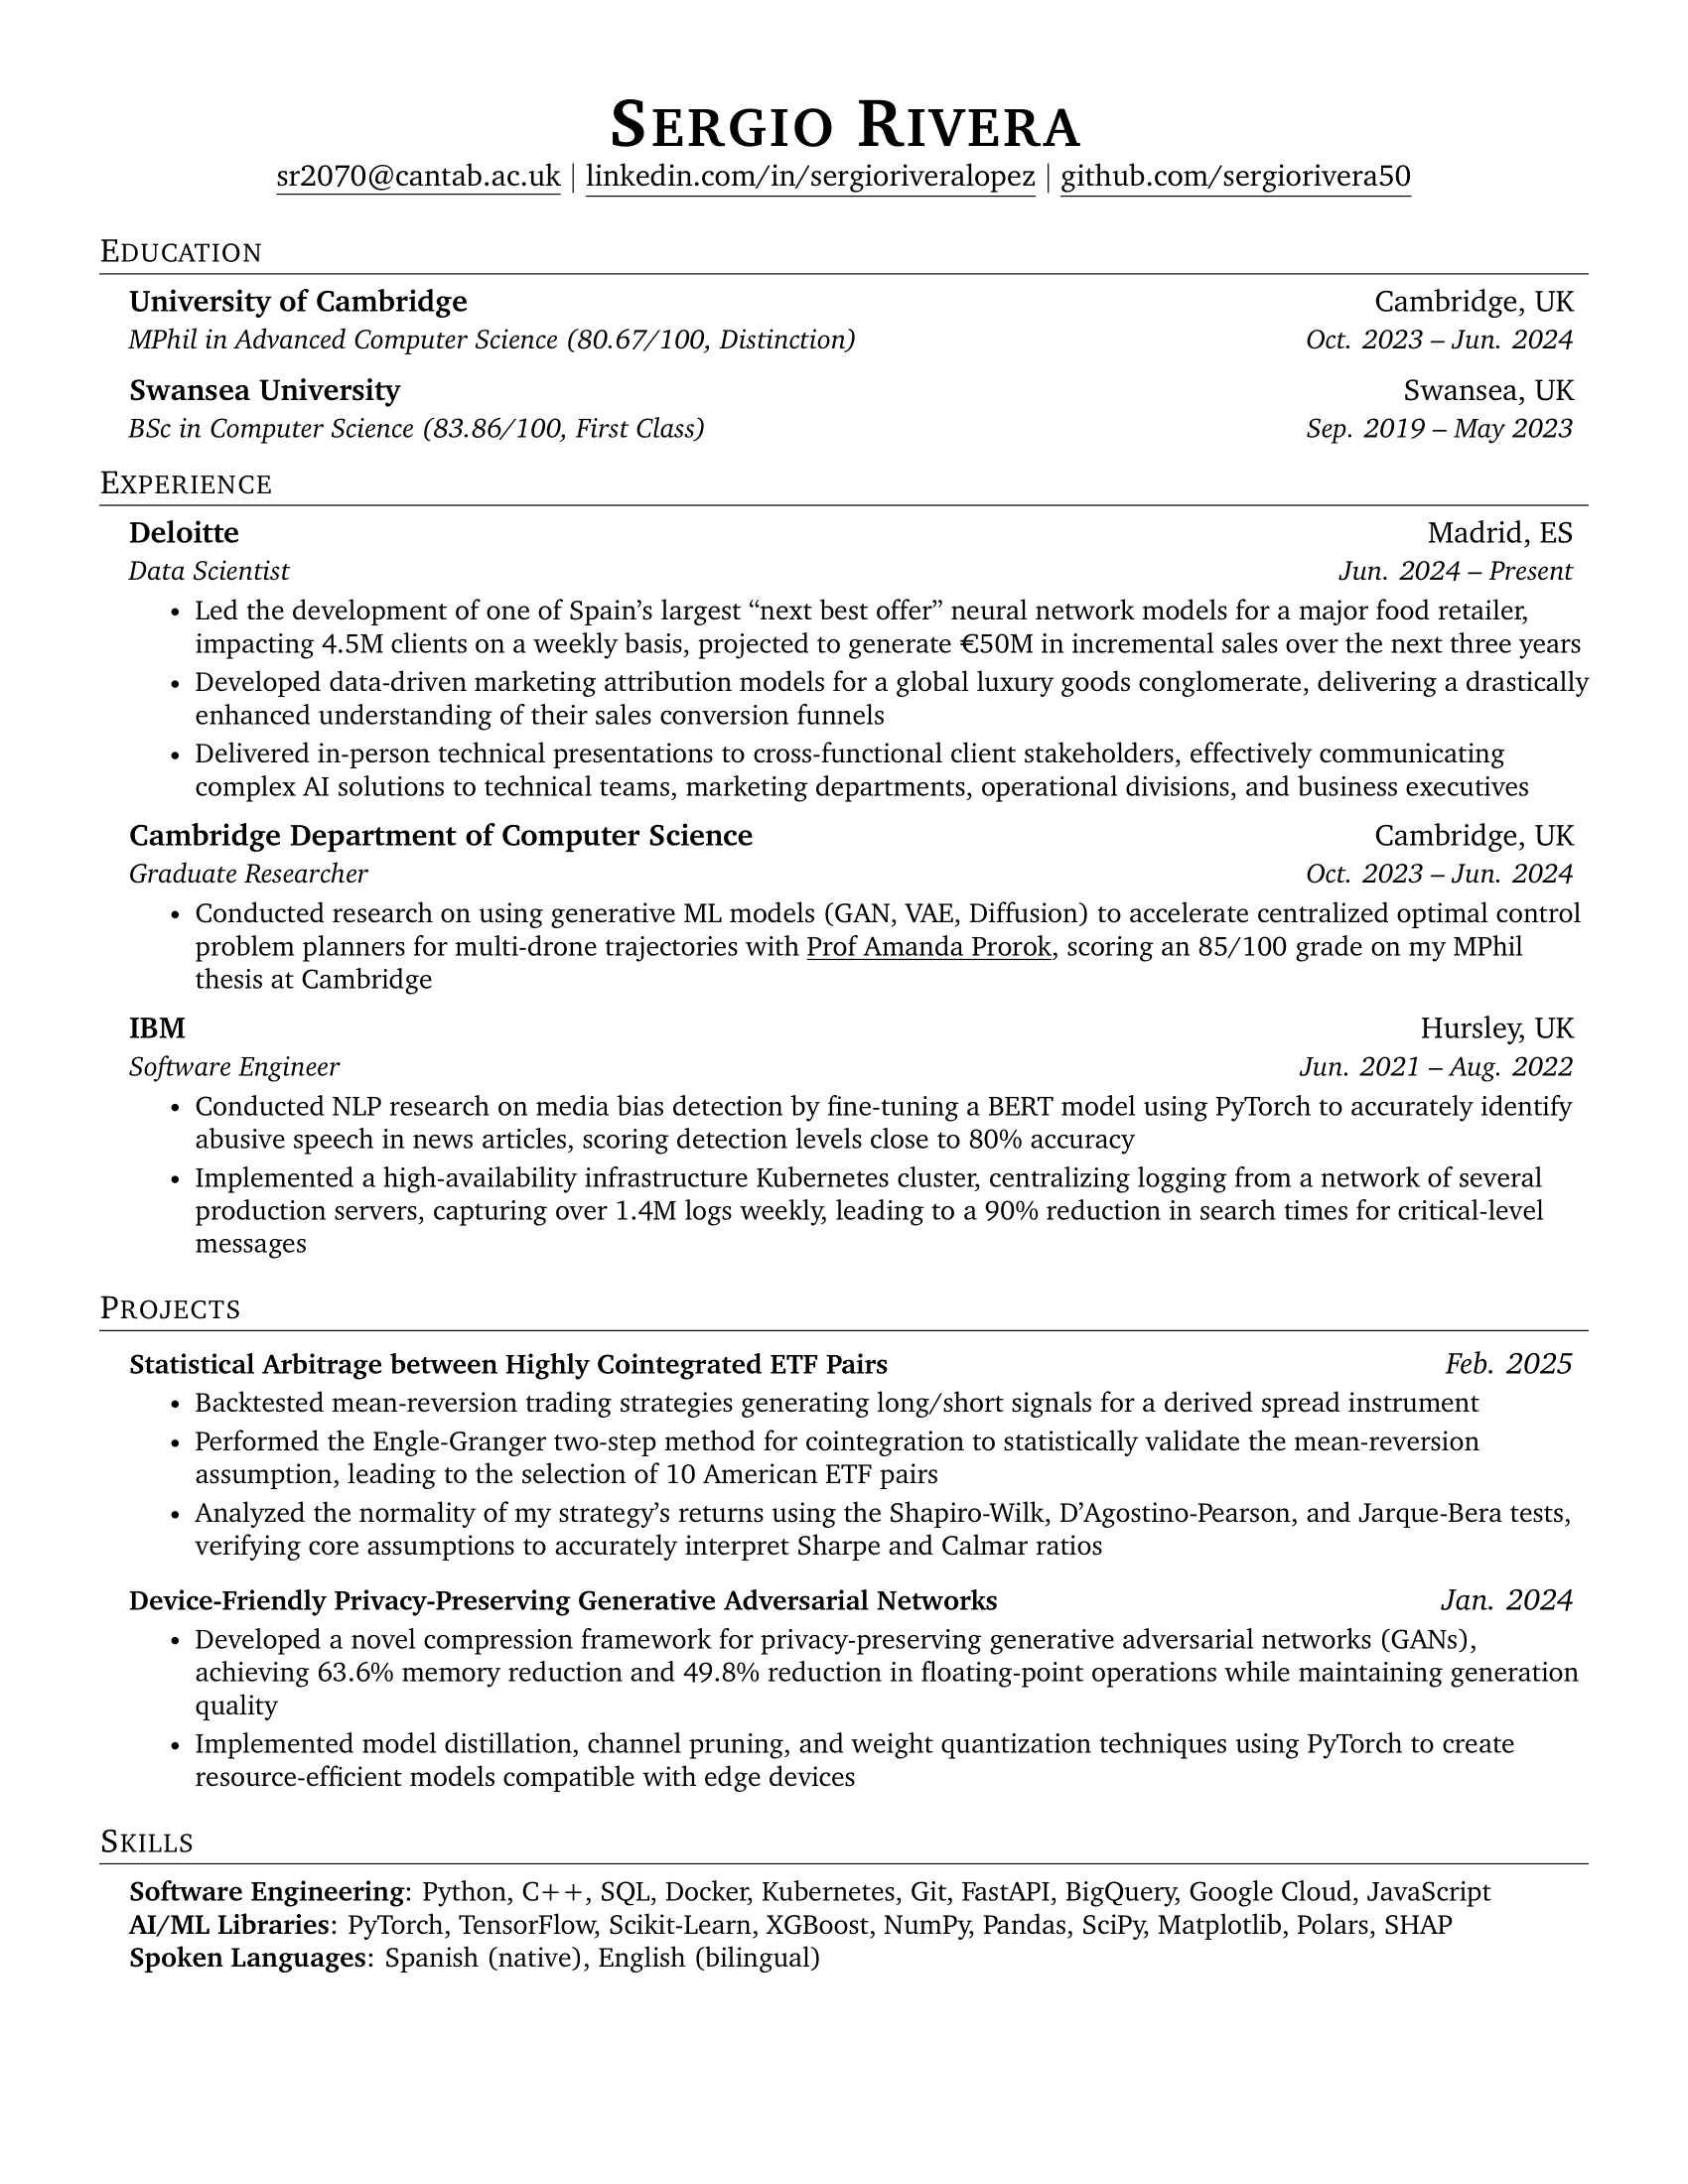 Sergio Rivera
sr2070@cantab.ac.uk | linkedin.com/in/sergioriveralopez | github.com/sergiorivera50
Education
University of Cambridge Cambridge, UK
MPhil in Advanced Computer Science (80.67/100, Distinction) Oct. 2023 – Jun. 2024
Swansea University Swansea, UK
BSc in Computer Science (83.86/100, First Class) Sep. 2019 – May 2023
Experience
Deloitte Madrid, ES
Data Scientist Jun. 2024 – Present
• Led the development of one of Spain’s largest “next best offer” neural network models for a major food retailer,
impacting 4.5M clients on a weekly basis, projected to generate €50M in incremental sales over the next three years
• Developed data-driven marketing attribution models for a global luxury goods conglomerate, delivering a drastically
enhanced understanding of their sales conversion funnels
• Delivered in-person technical presentations to cross-functional client stakeholders, effectively communicating
complex AI solutions to technical teams, marketing departments, operational divisions, and business executives
Cambridge Department of Computer Science Cambridge, UK
Graduate Researcher Oct. 2023 – Jun. 2024
• Conducted research on using generative ML models (GAN, VAE, Diffusion) to accelerate centralized optimal control
problem planners for multi-drone trajectories with Prof Amanda Prorok, scoring an 85/100 grade on my MPhil
thesis at Cambridge
IBM Hursley, UK
Software Engineer Jun. 2021 – Aug. 2022
• Conducted NLP research on media bias detection by fine-tuning a BERT model using PyTorch to accurately identify
abusive speech in news articles, scoring detection levels close to 80% accuracy
• Implemented a high-availability infrastructure Kubernetes cluster, centralizing logging from a network of several
production servers, capturing over 1.4M logs weekly, leading to a 90% reduction in search times for critical-level
messages
Projects
Statistical Arbitrage between Highly Cointegrated ETF Pairs Feb. 2025
• Backtested mean-reversion trading strategies generating long/short signals for a derived spread instrument
• Performed the Engle-Granger two-step method for cointegration to statistically validate the mean-reversion
assumption, leading to the selection of 10 American ETF pairs
• Analyzed the normality of my strategy’s returns using the Shapiro-Wilk, D’Agostino-Pearson, and Jarque-Bera tests,
verifying core assumptions to accurately interpret Sharpe and Calmar ratios
Device-Friendly Privacy-Preserving Generative Adversarial Networks Jan. 2024
• Developed a novel compression framework for privacy-preserving generative adversarial networks (GANs),
achieving 63.6% memory reduction and 49.8% reduction in floating-point operations while maintaining generation
quality
• Implemented model distillation, channel pruning, and weight quantization techniques using PyTorch to create
resource-efficient models compatible with edge devices
Skills
Software Engineering: Python, C++, SQL, Docker, Kubernetes, Git, FastAPI, BigQuery, Google Cloud, JavaScript
AI/ML Libraries: PyTorch, TensorFlow, Scikit-Learn, XGBoost, NumPy, Pandas, SciPy, Matplotlib, Polars, SHAP
Spoken Languages: Spanish (native), English (bilingual)